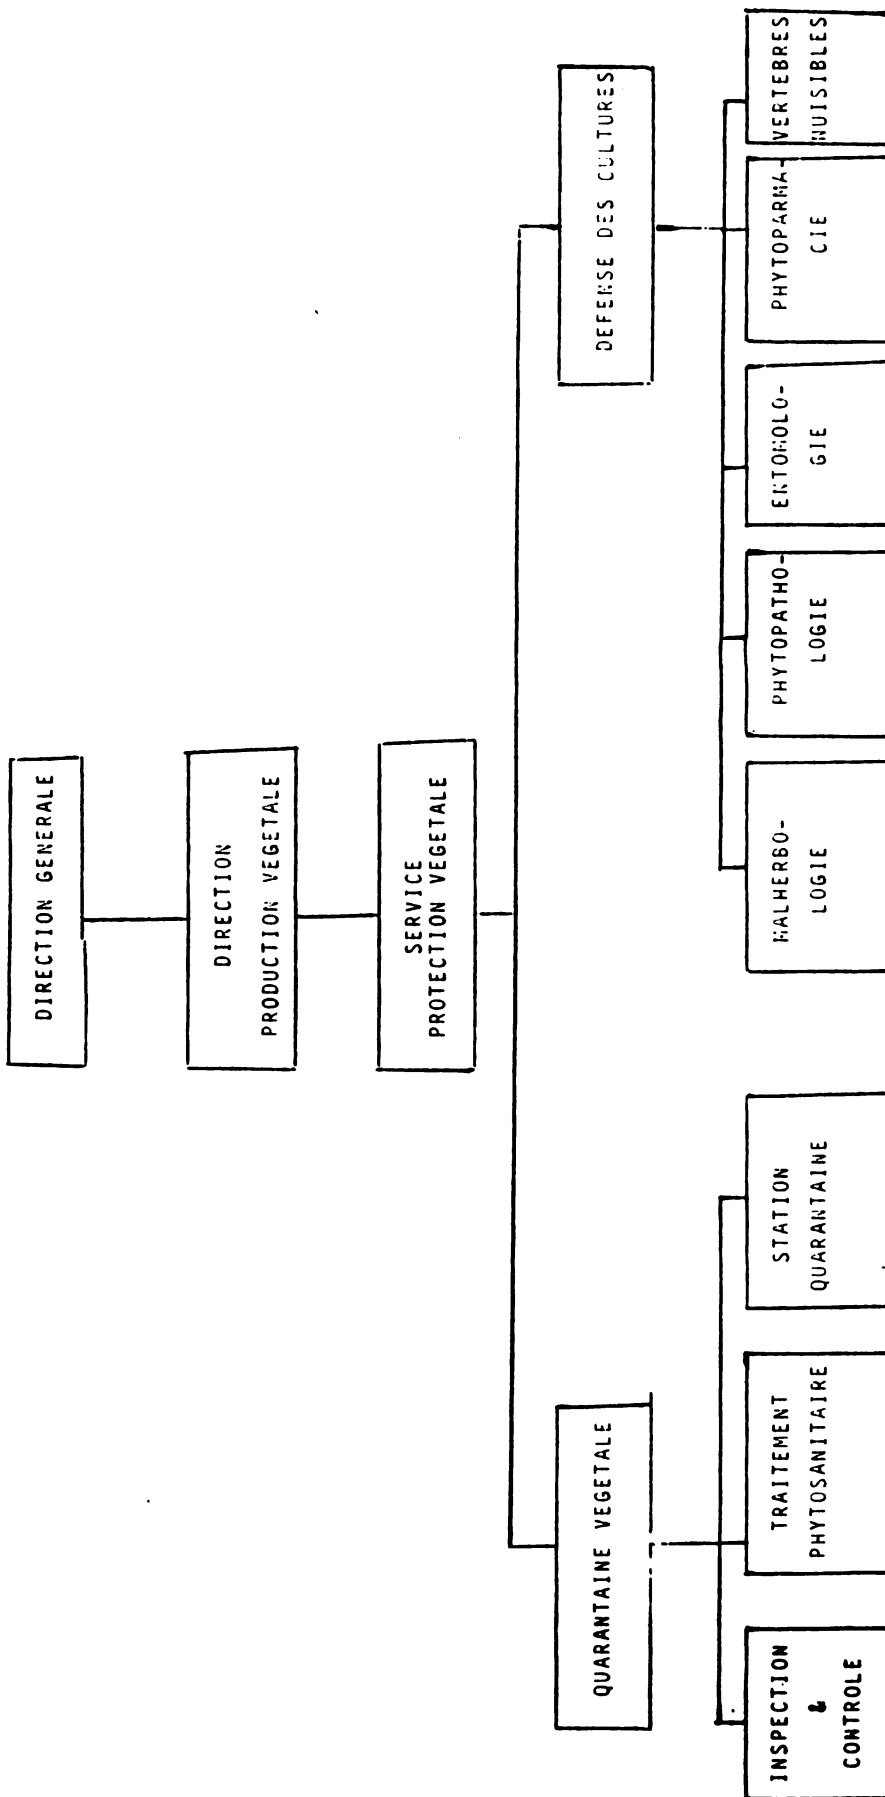 DIRECTION GENERALE
DIRECTION
PRODUCTION VEGETALE
SERVICE
PROTECTION VEGETALE
QUARANTAINE VEGETALE
DEFENSE DES CULTURES
INSPECTION
&
CONTROLE
TRAITEMENT
PHYTOSANITAIRE
STATION
QUARANTAINE
MALHERBO-
LOGIE
PHYTOPATHO-
LOGIE
ENTOMOLO-
GIE
PHYTOPARMA-
CIE
VERTEBRES
NUISIBLES